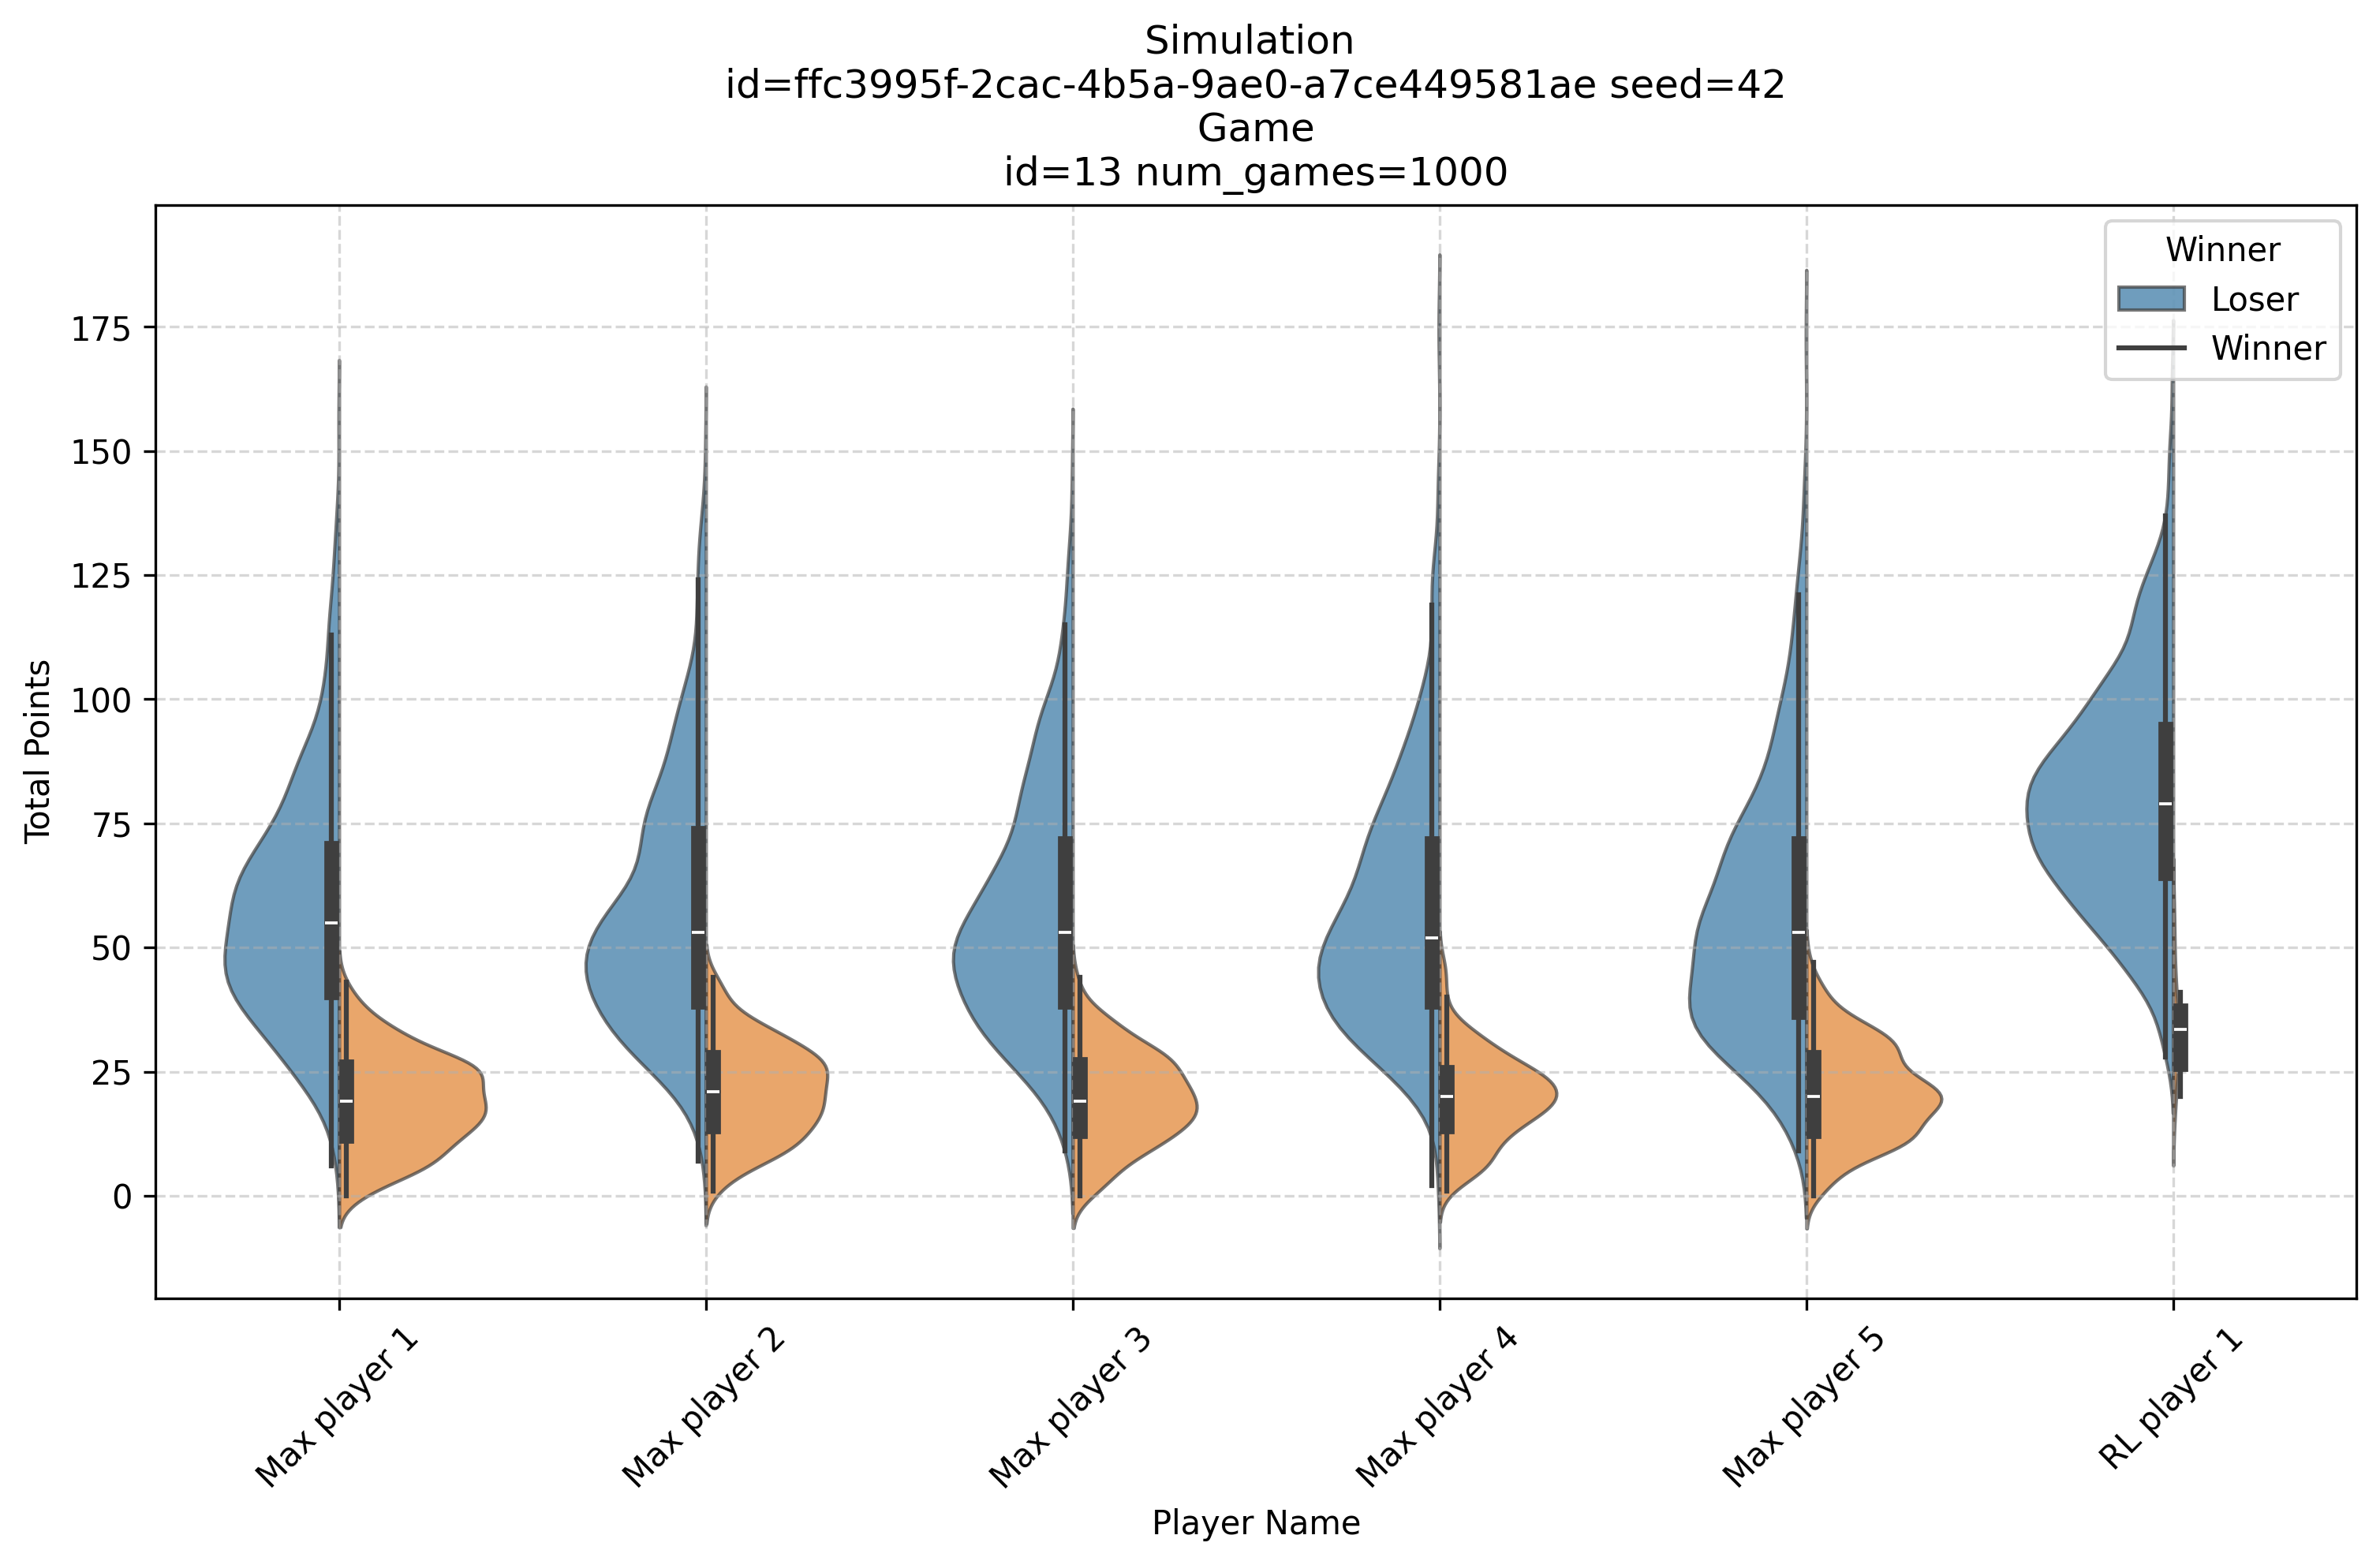 Simulation
id=ffc3995f-2cac-4b5a-9ae0-a7ce449581ae seed=42
Game
id=13 num_games=1000
Winner
Loser
Winner
Total Points
175
150
125
100
75
50
25
0
Max player 1
Max player 2
Max player 3
Max player 4
Max player 5
RL player 1
Player Name